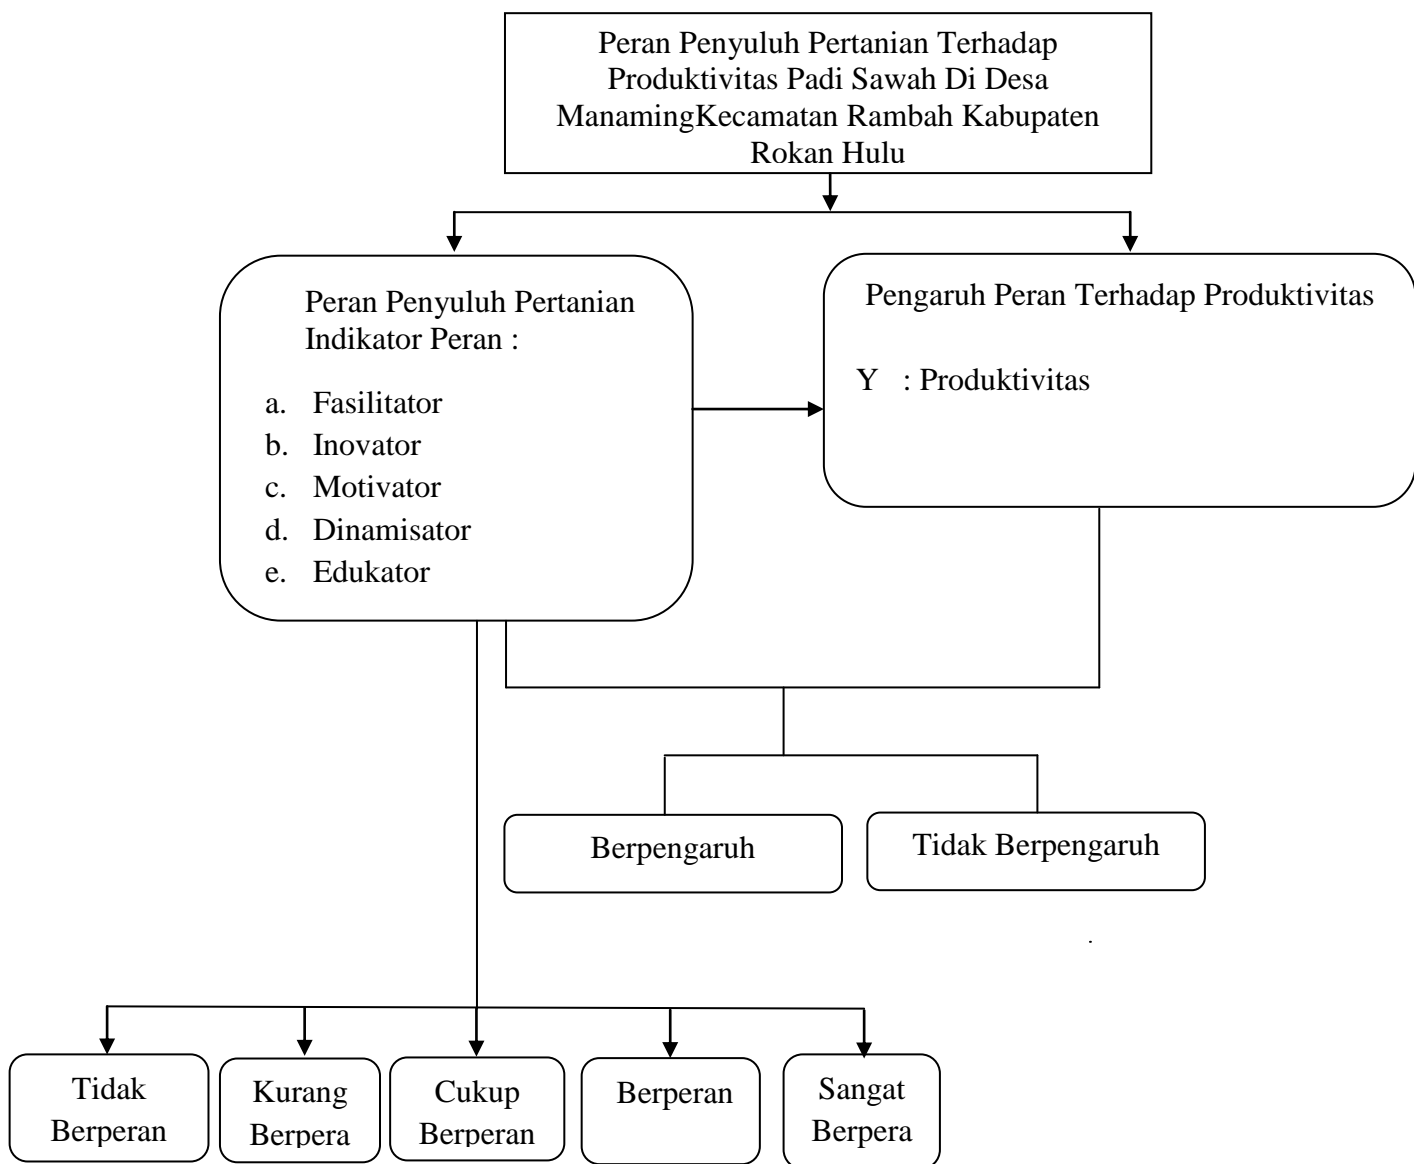 Peran Penyuluh Pertanian Terhadap
Produktivitas Padi Sawah Di Desa
ManamingKecamatan Rambah Kabupaten
Rokan Hulu
Peran Penyuluh Pertanian
Indikator Peran :
a. Fasilitator
b. Inovator
c. Motivator
d. Dinamisator
e. Edukator
Pengaruh Peran Terhadap Produktivitas
Y : Produktivitas
Berpengaruh
Tidak Berpengaruh
.
Tidak
Berperan
Kurang
Berpera
Cukup
Berperan
Berperan
Sangat
Berpera